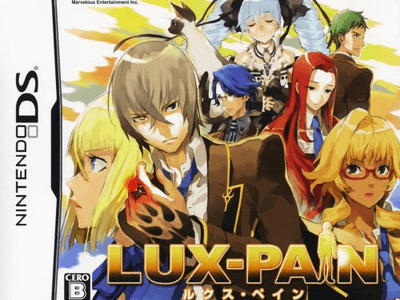 Marvelous Entertainment Inc.
NINTENDO DS
LUX-PAIN
ルクス・ペイン
CERO
B